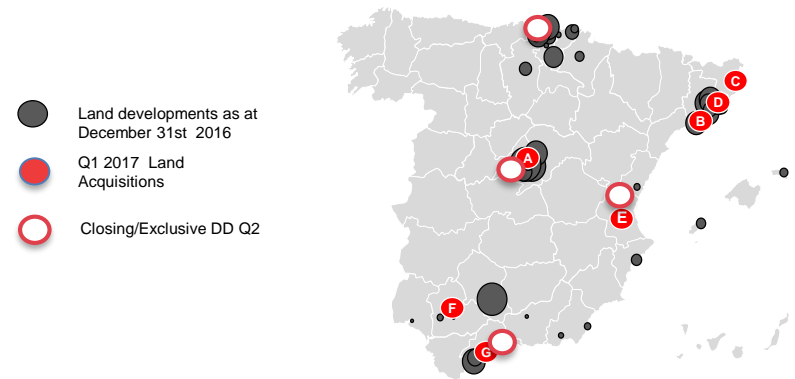 Land developments as at
December 31st 2016
Q1 2017 Land
Acquisitions
Closing/Exclusive DD Q2
C
D
B
A
E
F
G